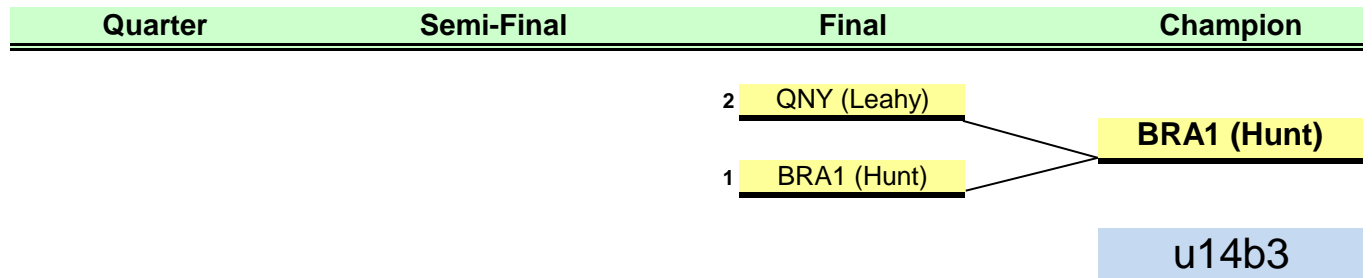 Quarter Semi-Final Final Champion
2 QNY (Leahy)
BRA1 (Hunt)
1 BRA1 (Hunt)
u14b3